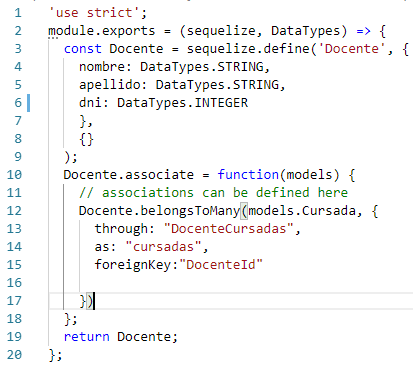 1 'use strict';
2 module.exports = (sequelize, DataTypes) => {
3 const Docente = sequelize.define('Docente', {
4 nombre: DataTypes.STRING,
5 apellido: DataTypes.STRING,
6 dni: DataTypes.INTEGER
7 },
8 {}
9 );
10 Docente.associate = function(models) {
11 // associations can be defined here
12 Docente.belongsToMany(models.Cursada, {
13 through: "DocenteCursadas",
14 as: "cursadas",
15 foreignKey:"DocenteId"
16
17 })
18 };
19 return Docente;
20 };